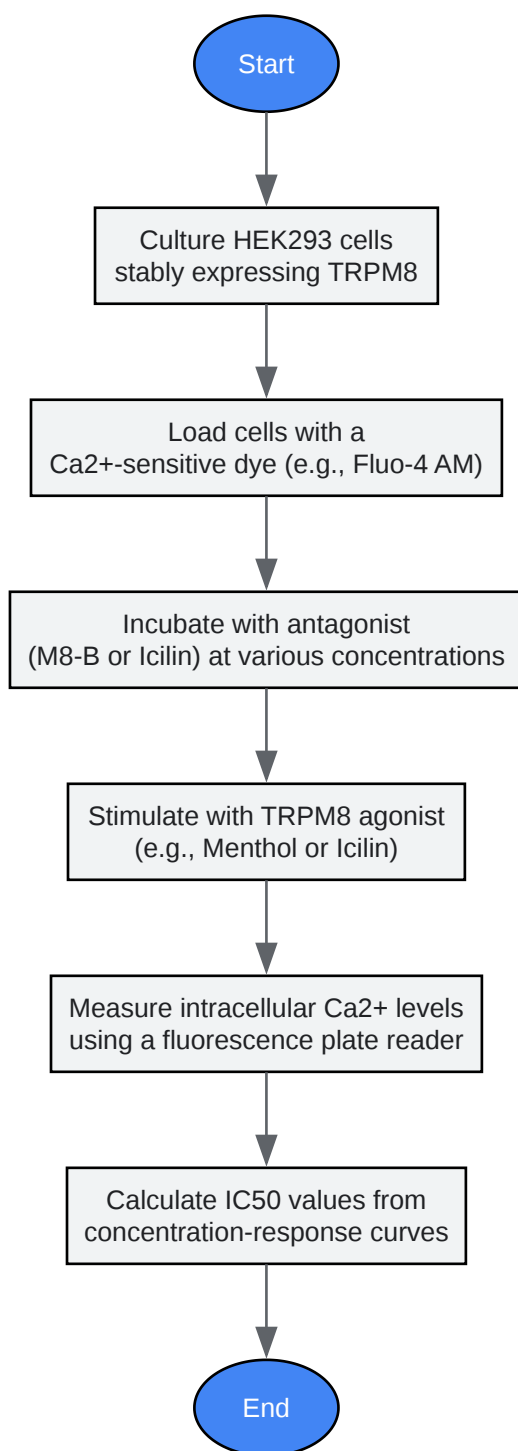 Start
Culture HEK293 cells
stably expressing TRPM8
Load cells with a
Ca2+-sensitive dye (e.g., Fluo-4 AM)
Incubate with antagonist
(M8-B or Icilin) at various concentrations
Stimulate with TRPM8 agonist
(e.g., Menthol or Icilin)
Measure intracellular Ca2+ levels
using a fluorescence plate reader
Calculate IC50 values from
concentration-response curves
End